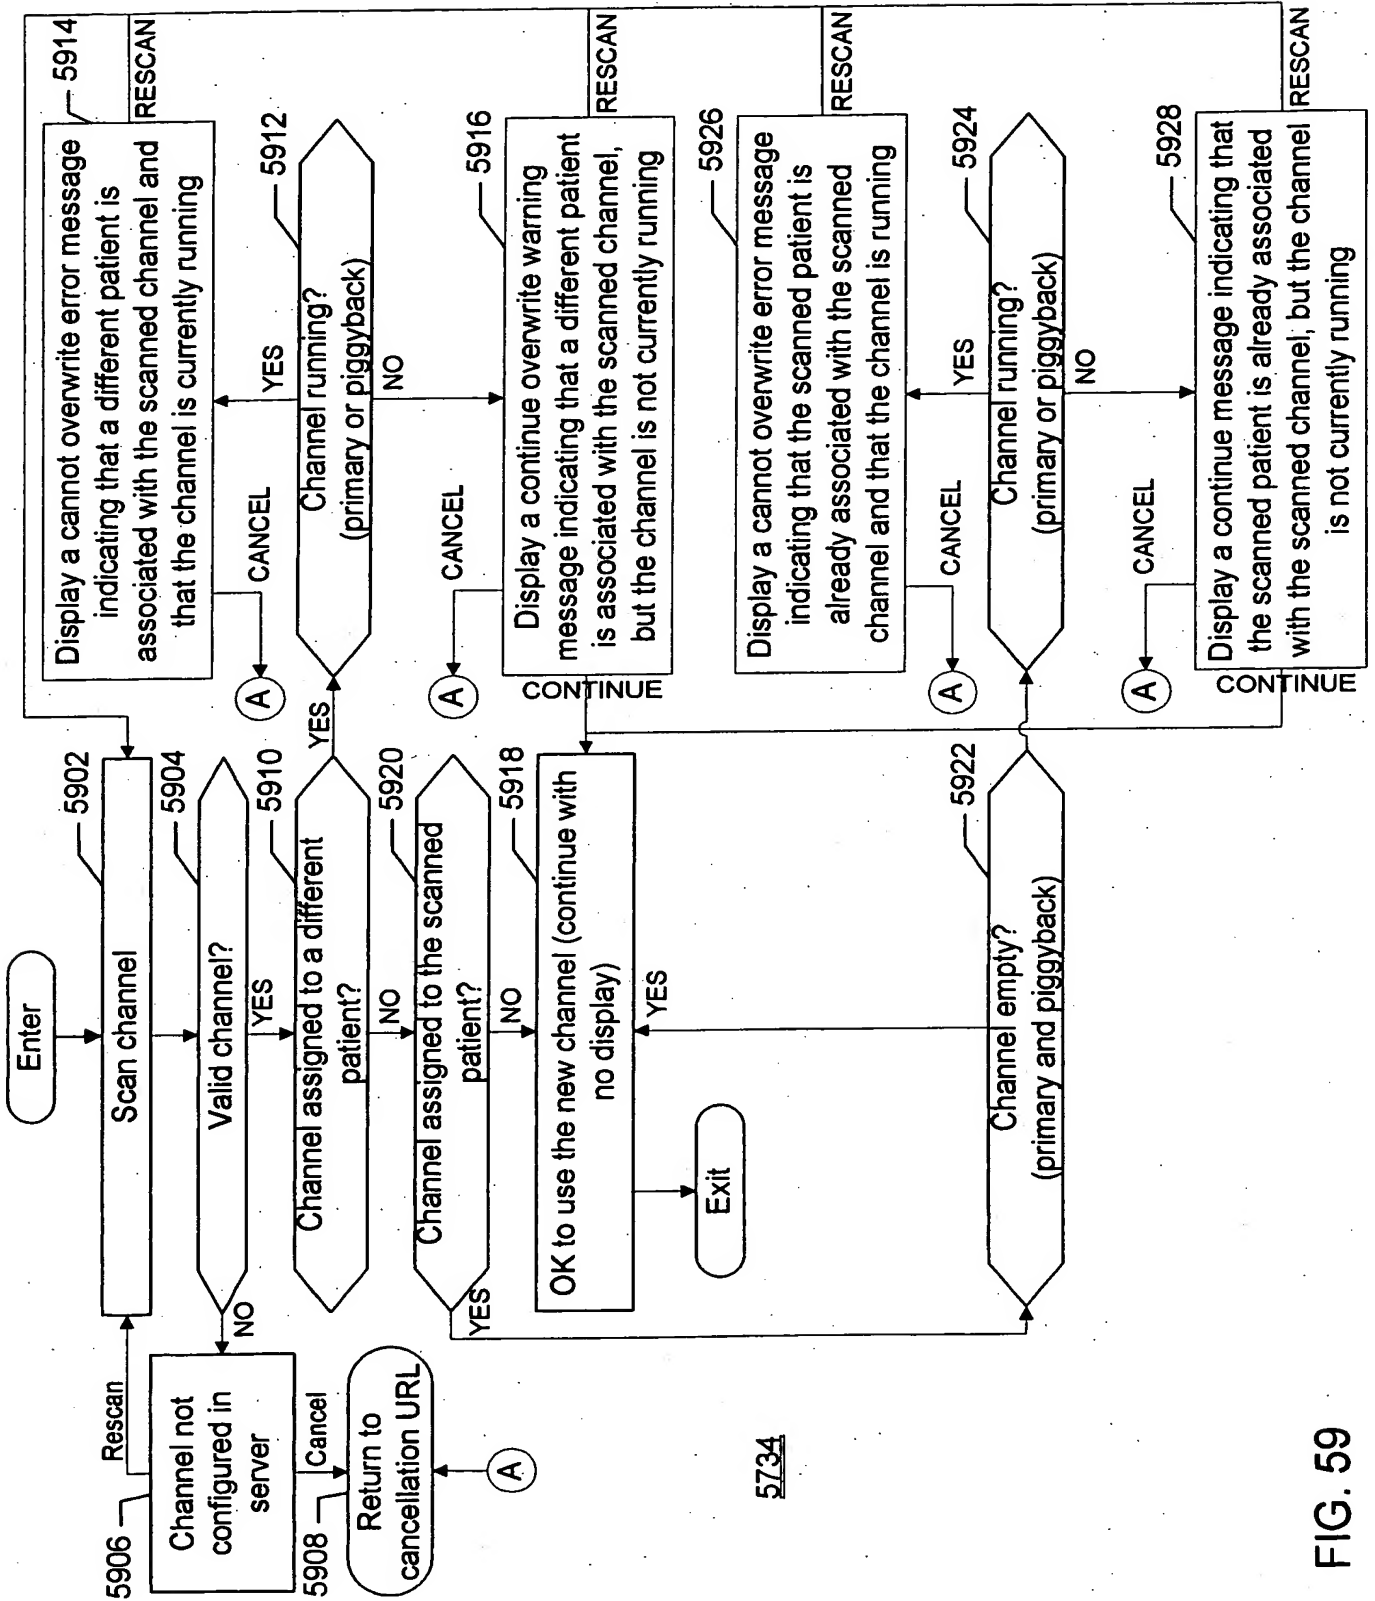 Enter
5902
Scan channel
5904
Valid channel?
NO
YES
5906
Channel not
configured in
server
Rescan
Cancel
5908
Return to
cancellation URL
A
5910
Channel assigned to a different
patient?
YES
NO
5920
Channel assigned to the scanned
patient?
YES
NO
5918
OK to use the new channel (continue with
no display)
Exit
YES
5922
Channel empty?
(primary and piggyback)
5914
Display a cannot overwrite error message
indicating that a different patient is
associated with the scanned channel and
that the channel is currently running
RESCAN
CANCEL
A
YES
5912
Channel running?
(primary or piggyback)
NO
CANCEL
A
5916
Display a continue overwrite warning
message indicating that a different patient
is associated with the scanned channel,
but the channel is not currently running
RESCAN
CONTINUE
5926
Display a cannot overwrite error message
indicating that the scanned patient is
already associated with the scanned
channel and that the channel is running
RESCAN
CANCEL
A
YES
5924
Channel running?
(primary or piggyback)
NO
CANCEL
A
5928
Display a continue message indicating that
the scanned patient is already associated
with the scanned channel, but the channel
is not currently running
RESCAN
CONTINUE
5734
FIG. 59